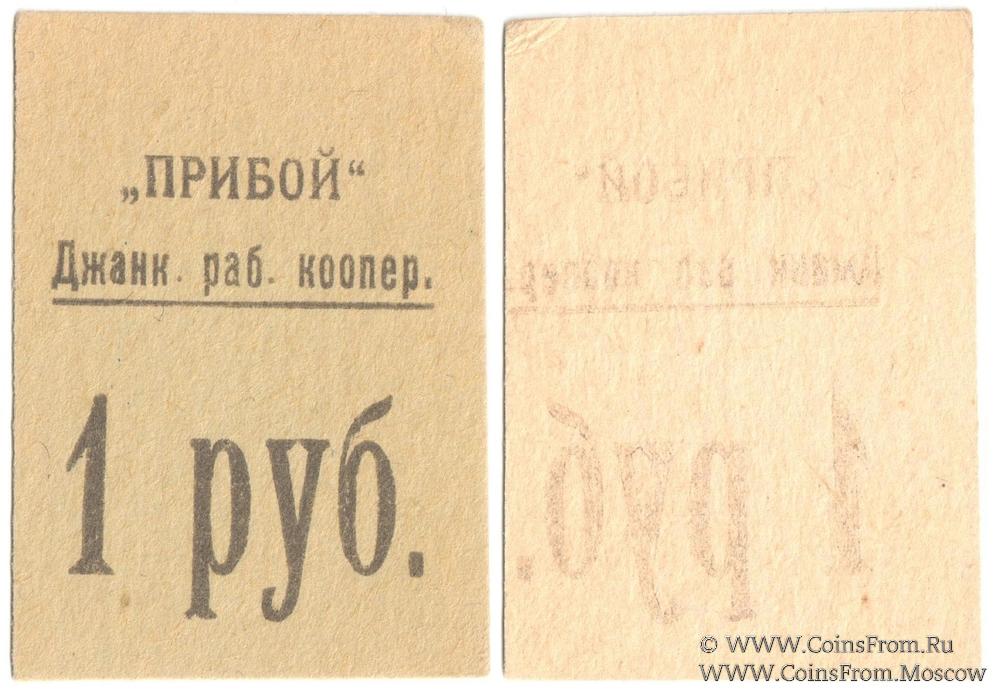 „ПРИБОЙ“
Джанк. раб. коопер.
1 руб.
© WWW.CoinsFrom.Ru
WWW.CoinsFrom.Moscow